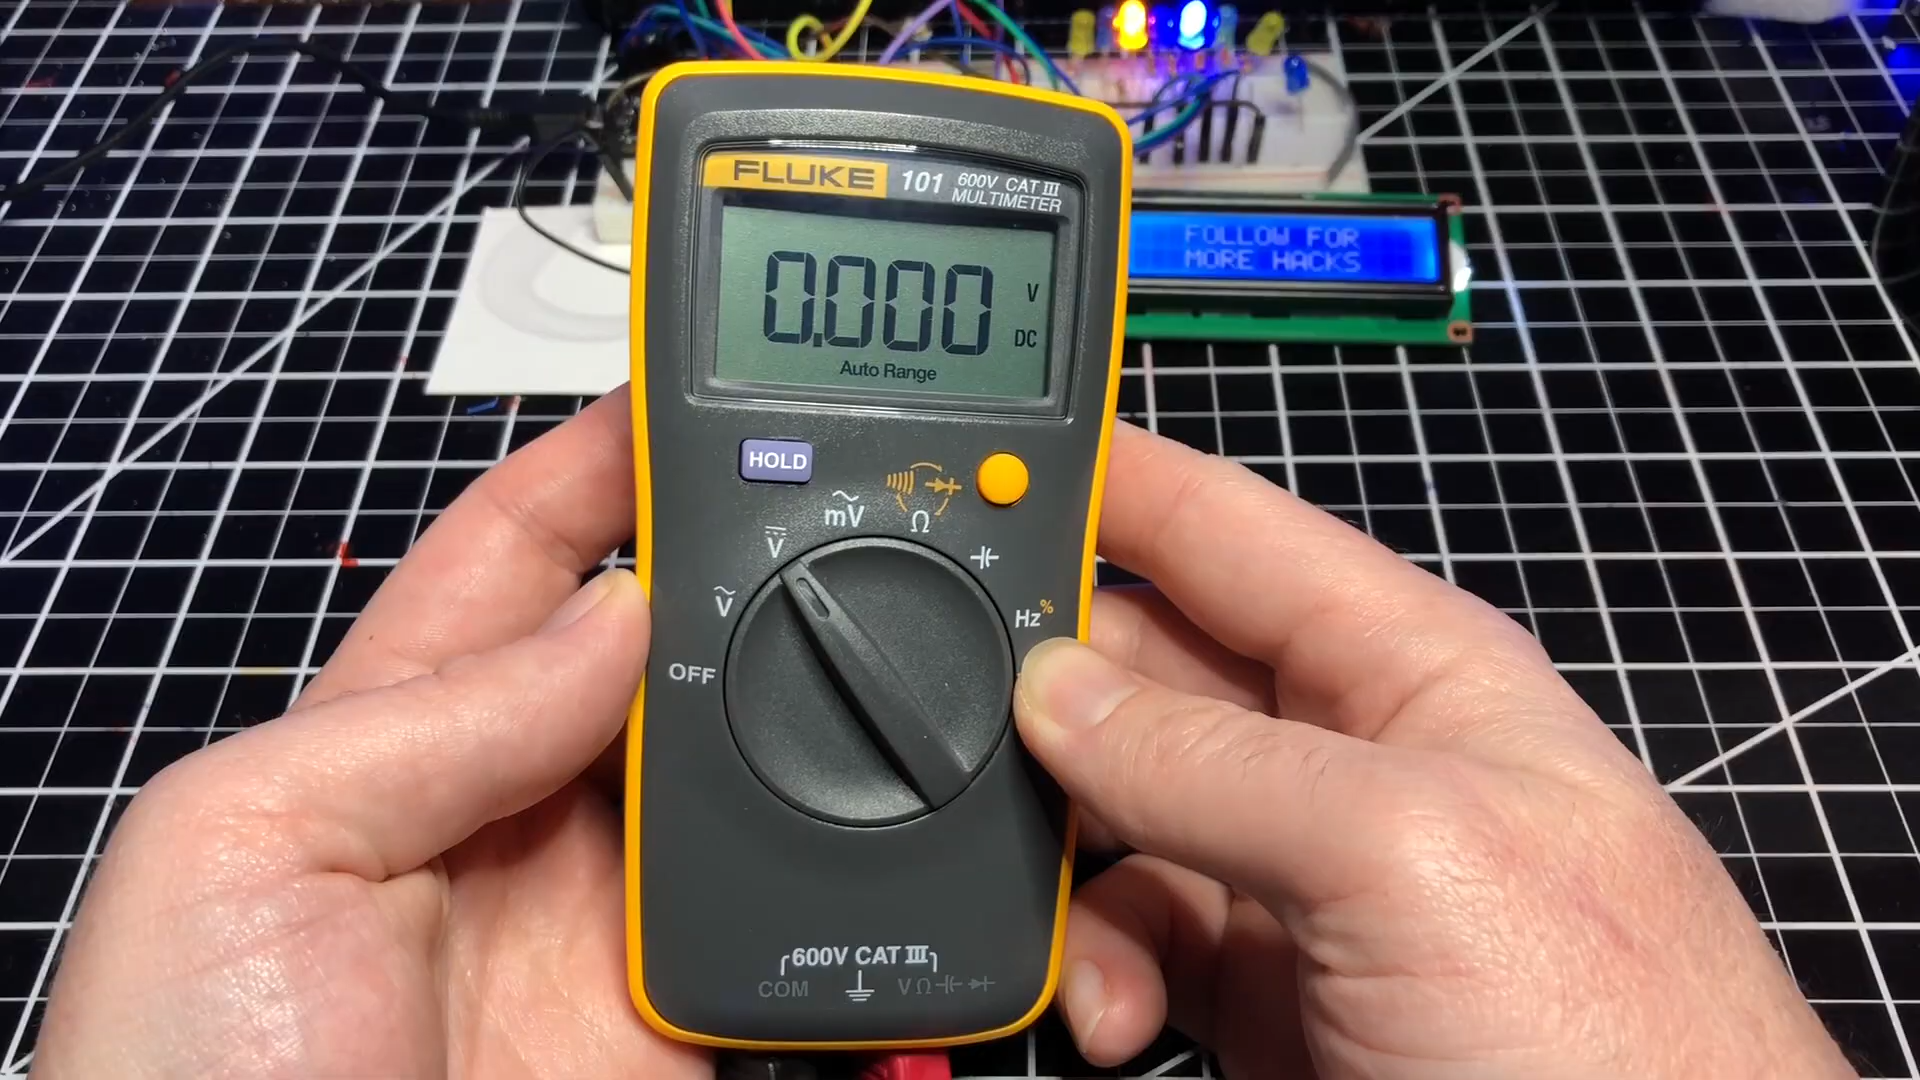 FLUKE 101 600V CAT III
MULTIMETER
FOLLOW FOR
MORE HACKS
0.000 V
DC
Auto Range
HOLD
mV
Ω
V
Hz%
V
OFF
600V CAT III
COM VΩ